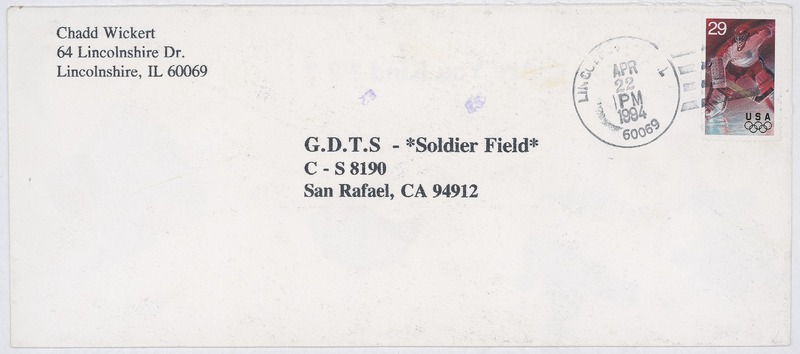 Chadd Wickert
64 Lincolnshire Dr.
Lincolnshire, IL 60069
29
USA
APR
22
1PM
1994
60069
G.D.T.S - *Soldier Field*
C - S 8190
San Rafael, CA 94912